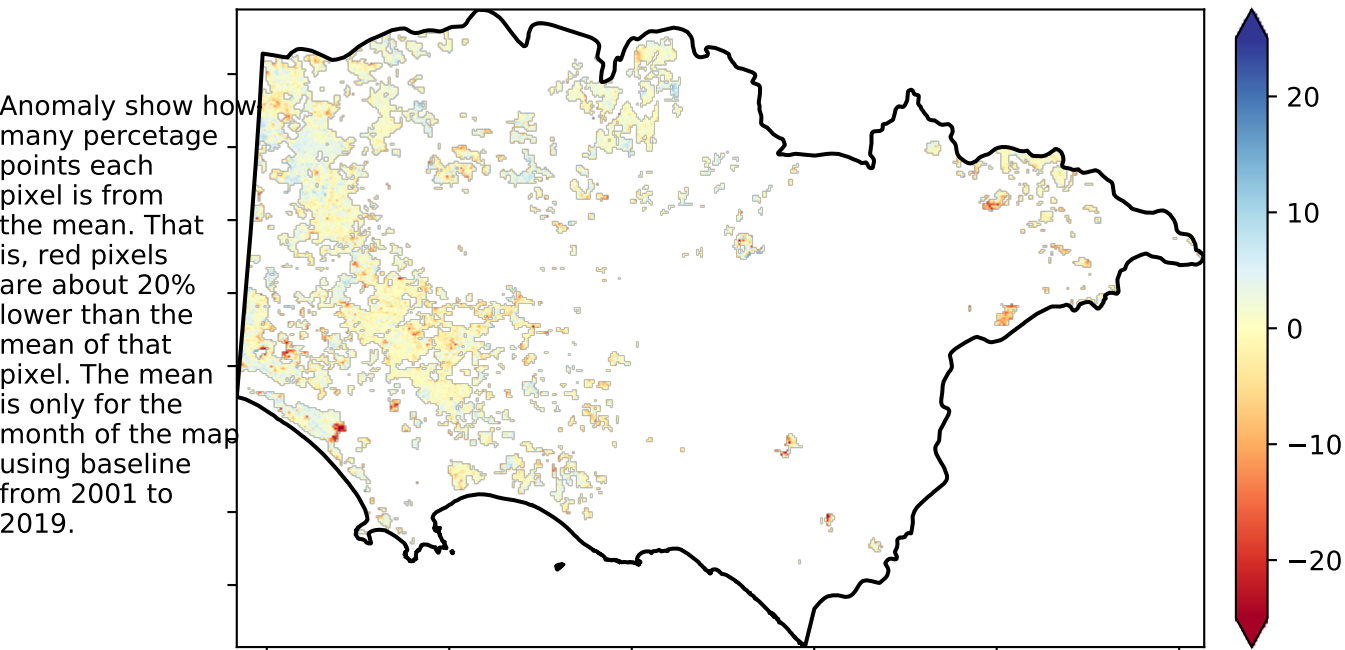 Anomaly show how
many percetage
points each
pixel is from
the mean. That
is, red pixels
are about 20%
lower than the
mean of that
pixel. The mean
is only for the
month of the map
using baseline
from 2001 to
2019.
20
10
0
−10
−20